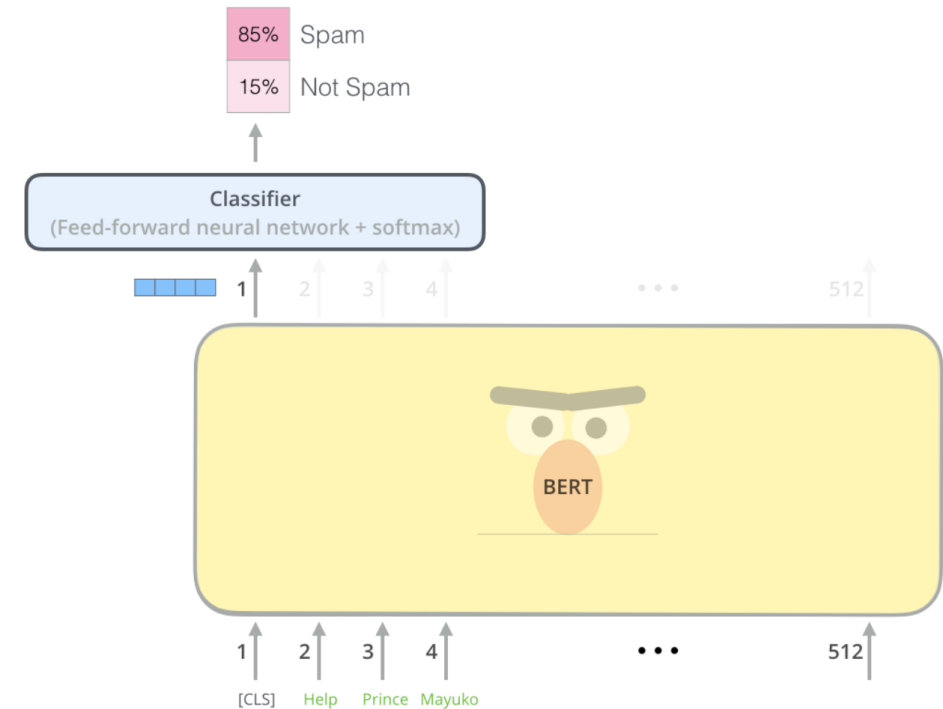 85% Spam
15% Not Spam
Classifier
(Feed-forward neural network + softmax)
1 2 3 4 ••• 512
BERT
1 2 3 4 ••• 512
[CLS] Help Prince Mayuko